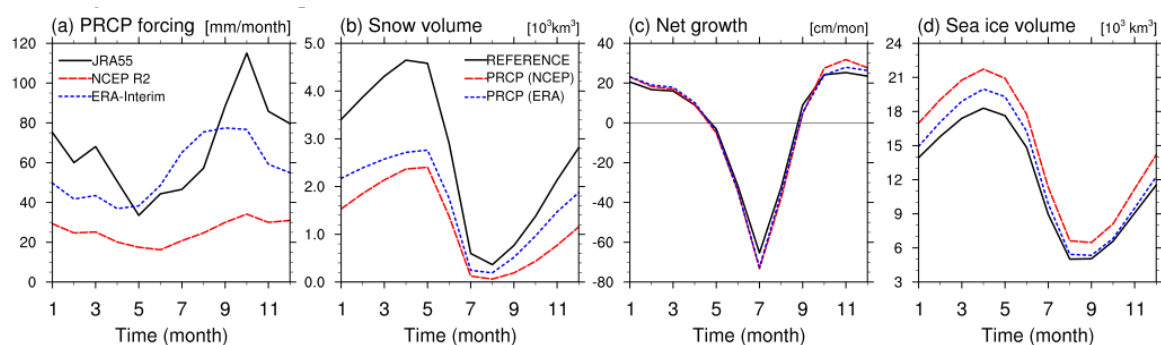 (a) PRCP forcing [mm/month]
120
100
80
60
40
20
0
JRA55
NCEP R2
ERA-Interim
1 3 5 7 9 11
Time (month)
(b) Snow volume [10³km³]
5.0
4.0
3.0
2.0
1.0
0.0
REFERENCE
PRCP (NCEP)
PRCP (ERA)
1 3 5 7 9 11
Time (month)
(c) Net growth [cm/mon]
40
20
0
-20
-40
-60
-80
1 3 5 7 9 11
Time (month)
(d) Sea ice volume [10³ km³]
24
21
18
15
12
9
6
3
1 3 5 7 9 11
Time (month)